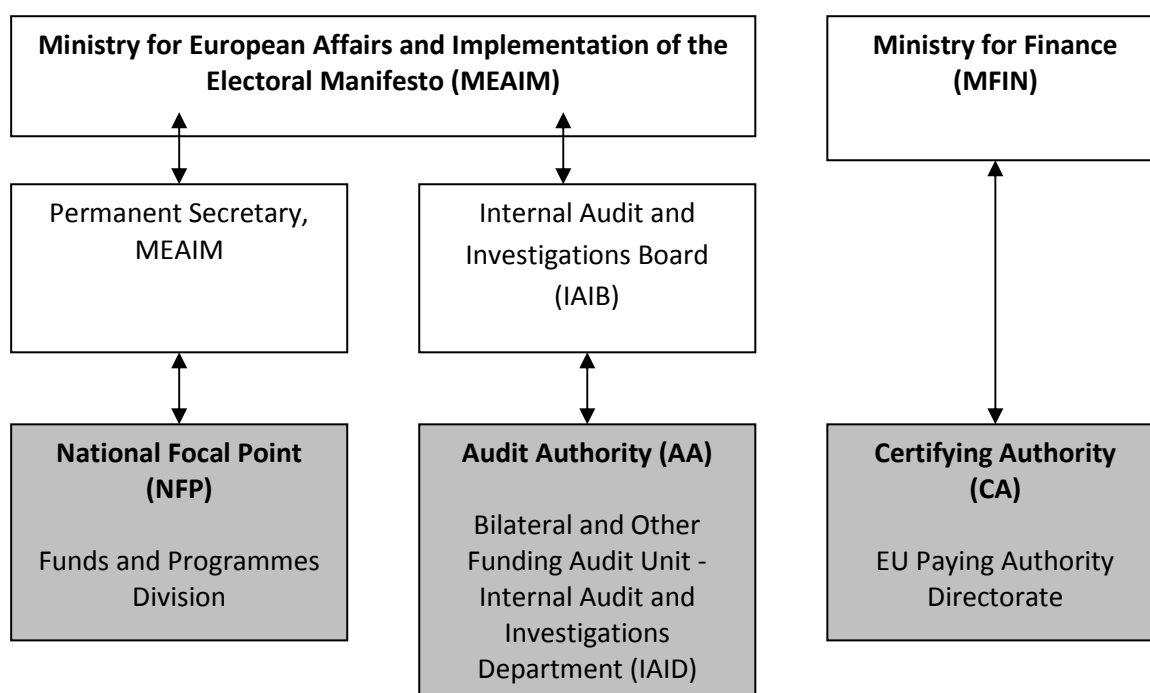 Ministry for European Affairs and Implementation of the
Electoral Manifesto (MEAIM)
Ministry for Finance
(MFIN)
Permanent Secretary,
MEAIM
Internal Audit and
Investigations Board
(IAIB)
National Focal Point
(NFP)
Funds and Programmes
Division
Audit Authority (AA)
Bilateral and Other
Funding Audit Unit -
Internal Audit and
Investigations
Department (IAID)
Certifying Authority
(CA)
EU Paying Authority
Directorate